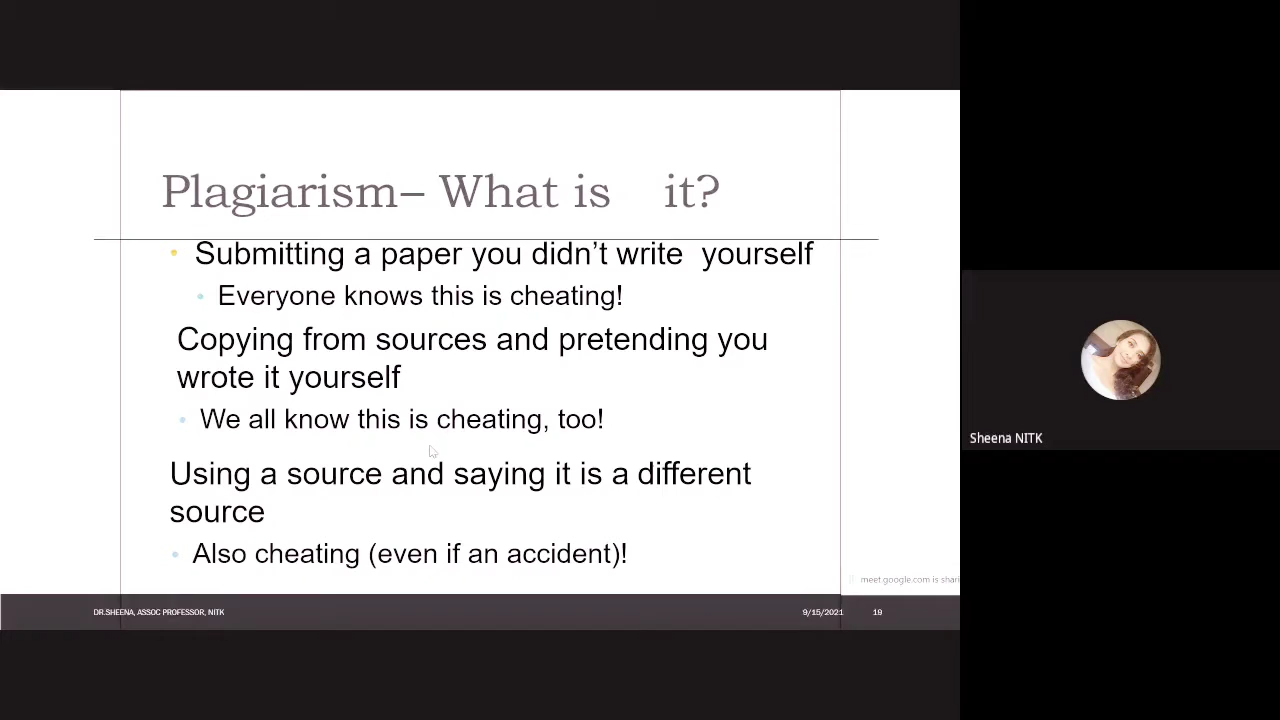 Plagiarism– What is it?
Submitting a paper you didn’t write yourself
Everyone knows this is cheating!
Copying from sources and pretending you
wrote it yourself
We all know this is cheating, too!
Using a source and saying it is a different
source
Also cheating (even if an accident)!
meet.google.com is shari
DR.SHEENA, ASSOC PROFESSOR, NITK
9/15/2021
19
Sheena NITK